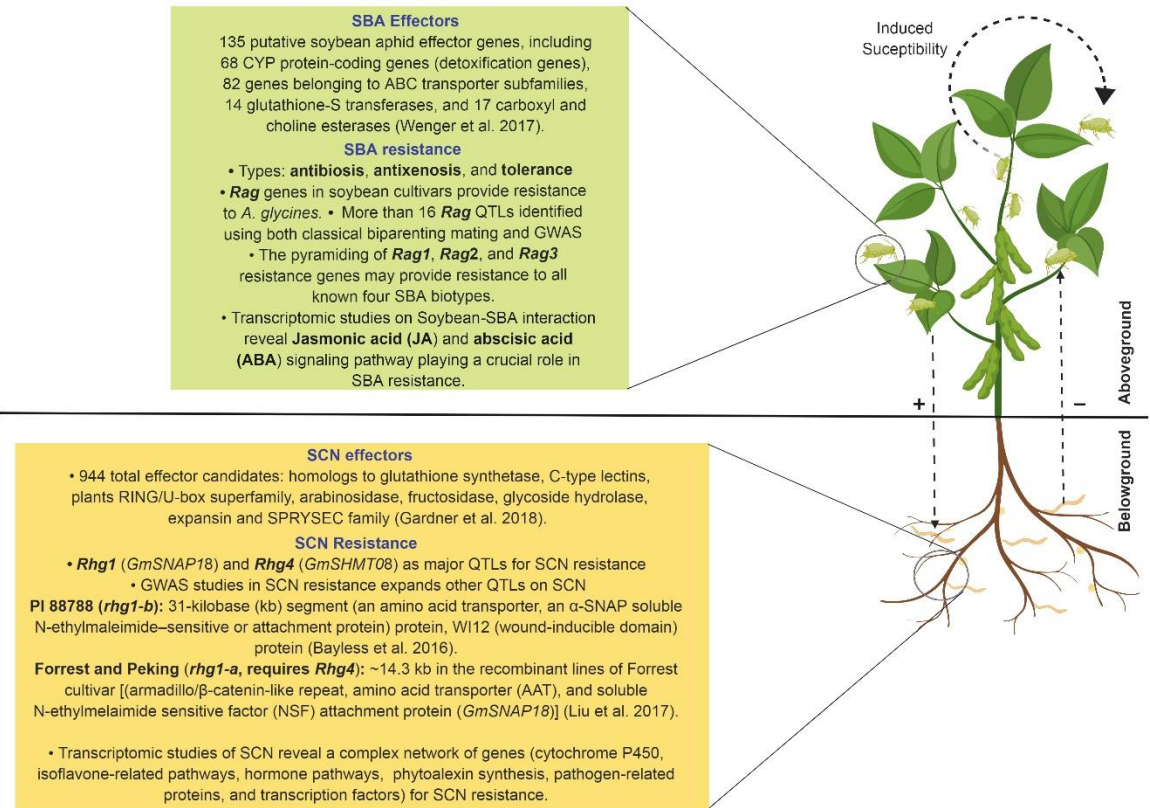 SBA Effectors
135 putative soybean aphid effector genes, including
68 CYP protein-coding genes (detoxification genes),
82 genes belonging to ABC transporter subfamilies,
14 glutathione-S transferases, and 17 carboxyl and
choline esterases (Wenger et al. 2017).
SBA resistance
• Types: antibiosis, antixenosis, and tolerance
• Rag genes in soybean cultivars provide resistance
to A. glycines. • More than 16 Rag QTLs identified
using both classical biparenting mating and GWAS
• The pyramiding of Rag1, Rag2, and Rag3
resistance genes may provide resistance to all
known four SBA biotypes.
• Transcriptomic studies on Soybean-SBA interaction
reveal Jasmonic acid (JA) and abscisic acid
(ABA) signaling pathway playing a crucial role in
SBA resistance.
Induced
Suceptibility
Aboveground
+
–
Belowground
SCN effectors
• 944 total effector candidates: homologs to glutathione synthetase, C-type lectins,
plants RING/U-box superfamily, arabinosidase, fructosidase, glycoside hydrolase,
expansin and SPRYSEC family (Gardner et al. 2018).
SCN Resistance
• Rhg1 (GmSNAP18) and Rhg4 (GmSHMT08) as major QTLs for SCN resistance
• GWAS studies in SCN resistance expands other QTLs on SCN
PI 88788 (rhg1-b): 31-kilobase (kb) segment (an amino acid transporter, an α-SNAP soluble
N-ethylmaleimide–sensitive or attachment protein) protein, WI12 (wound-inducible domain)
protein (Bayless et al. 2016).
Forrest and Peking (rhg1-a, requires Rhg4): ~14.3 kb in the recombinant lines of Forrest
cultivar [(armadillo/β-catenin-like repeat, amino acid transporter (AAT), and soluble
N-ethylmelaimide sensitive factor (NSF) attachment protein (GmSNAP18)] (Liu et al. 2017).
• Transcriptomic studies of SCN reveal a complex network of genes (cytochrome P450,
isoflavone-related pathways, hormone pathways, phytoalexin synthesis, pathogen-related
proteins, and transcription factors) for SCN resistance.